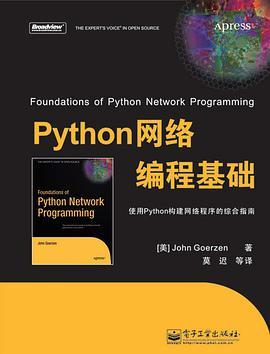 Broadview
THE EXPERT'S VOICE® IN OPEN SOURCE
Apress®
Foundations of Python Network Programming
Python网络
编程基础
Foundations of
Python Network
Programming
John Goerzen
使用Python构建网络程序的综合指南
[美] John Goerzen 著
莫迟 等译
电子工业出版社